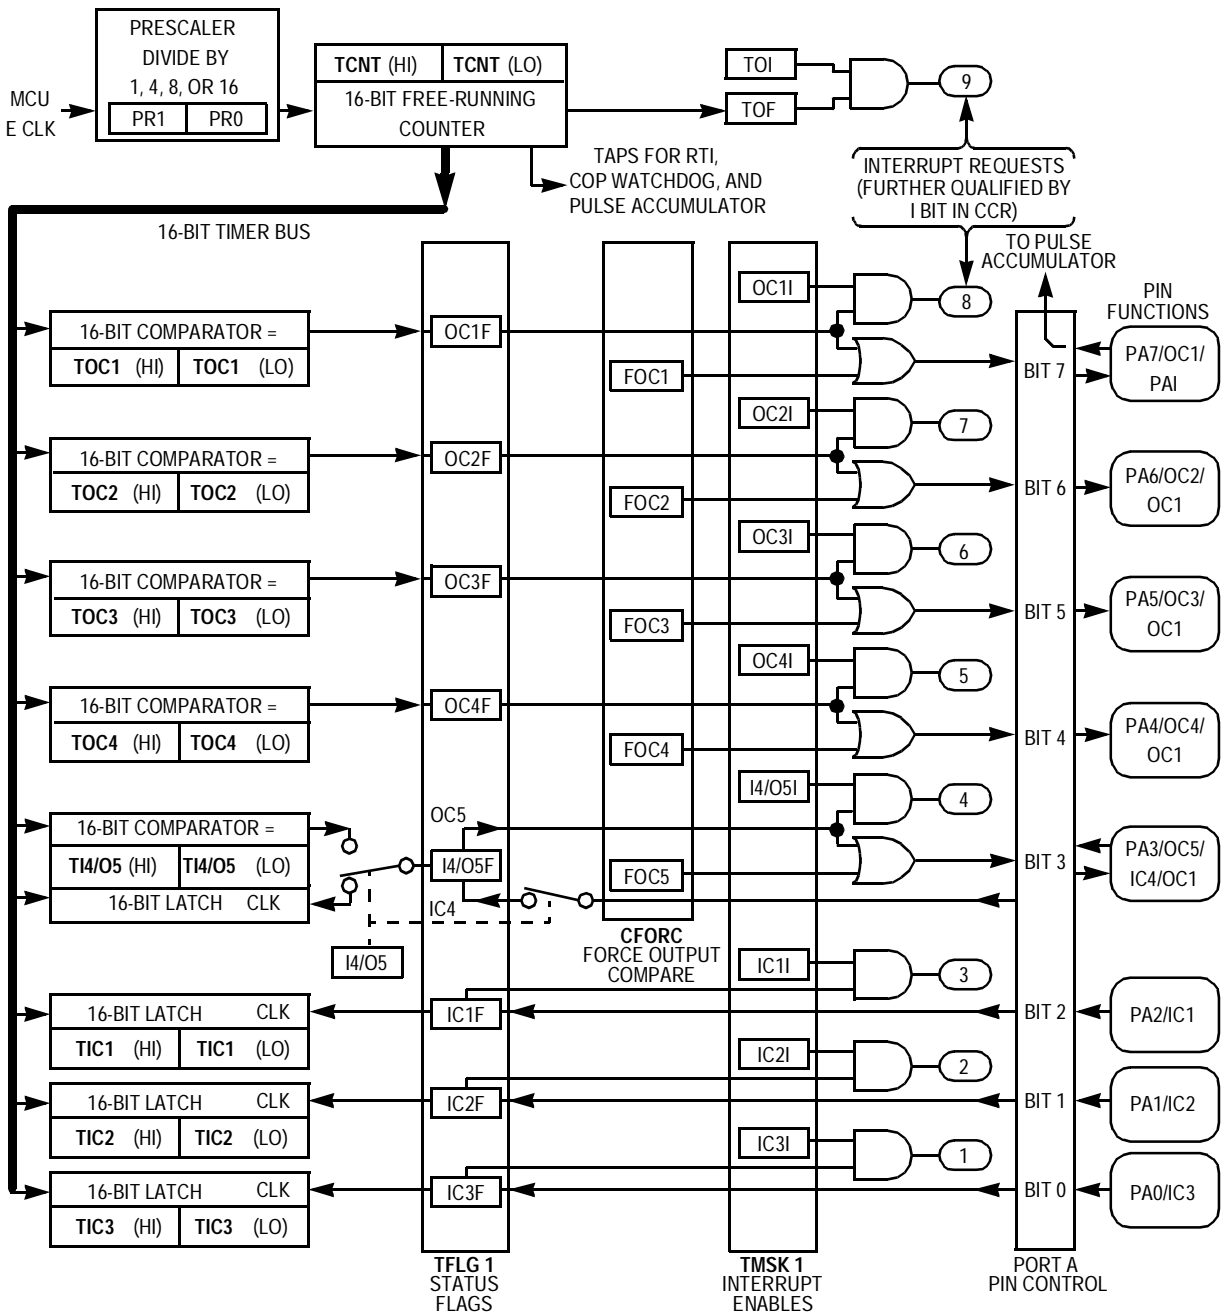 PRESCALER
DIVIDE BY
1, 4, 8, OR 16
PR1 PR0
MCU
E CLK
TCNT (HI) TCNT (LO)
16-BIT FREE-RUNNING
COUNTER
TOI
TOF
9
TAPS FOR RTI,
COP WATCHDOG, AND
PULSE ACCUMULATOR
INTERRUPT REQUESTS
(FURTHER QUALIFIED BY
I BIT IN CCR)
16-BIT TIMER BUS
TO PULSE
ACCUMULATOR
PIN
FUNCTIONS
OC1I
8
16-BIT COMPARATOR =
TOC1 (HI) TOC1 (LO)
OC1F
FOC1
BIT 7
PA7/OC1/
PAI
OC2I
7
16-BIT COMPARATOR =
TOC2 (HI) TOC2 (LO)
OC2F
FOC2
BIT 6
PA6/OC2/
OC1
OC3I
6
16-BIT COMPARATOR =
TOC3 (HI) TOC3 (LO)
OC3F
FOC3
BIT 5
PA5/OC3/
OC1
OC4I
5
16-BIT COMPARATOR =
TOC4 (HI) TOC4 (LO)
OC4F
FOC4
BIT 4
PA4/OC4/
OC1
I4/O5I
4
16-BIT COMPARATOR =
TI4/O5 (HI) TI4/O5 (LO)
16-BIT LATCH CLK
OC5
I4/O5F
IC4
I4/O5
FOC5
BIT 3
PA3/OC5/
IC4/OC1
CFORC
FORCE OUTPUT
COMPARE
IC1I
3
16-BIT LATCH CLK
TIC1 (HI) TIC1 (LO)
IC1F
BIT 2
PA2/IC1
IC2I
2
16-BIT LATCH CLK
TIC2 (HI) TIC2 (LO)
IC2F
BIT 1
PA1/IC2
IC3I
1
16-BIT LATCH CLK
TIC3 (HI) TIC3 (LO)
IC3F
BIT 0
PA0/IC3
TFLG 1
STATUS
FLAGS
TMSK 1
INTERRUPT
ENABLES
PORT A
PIN CONTROL